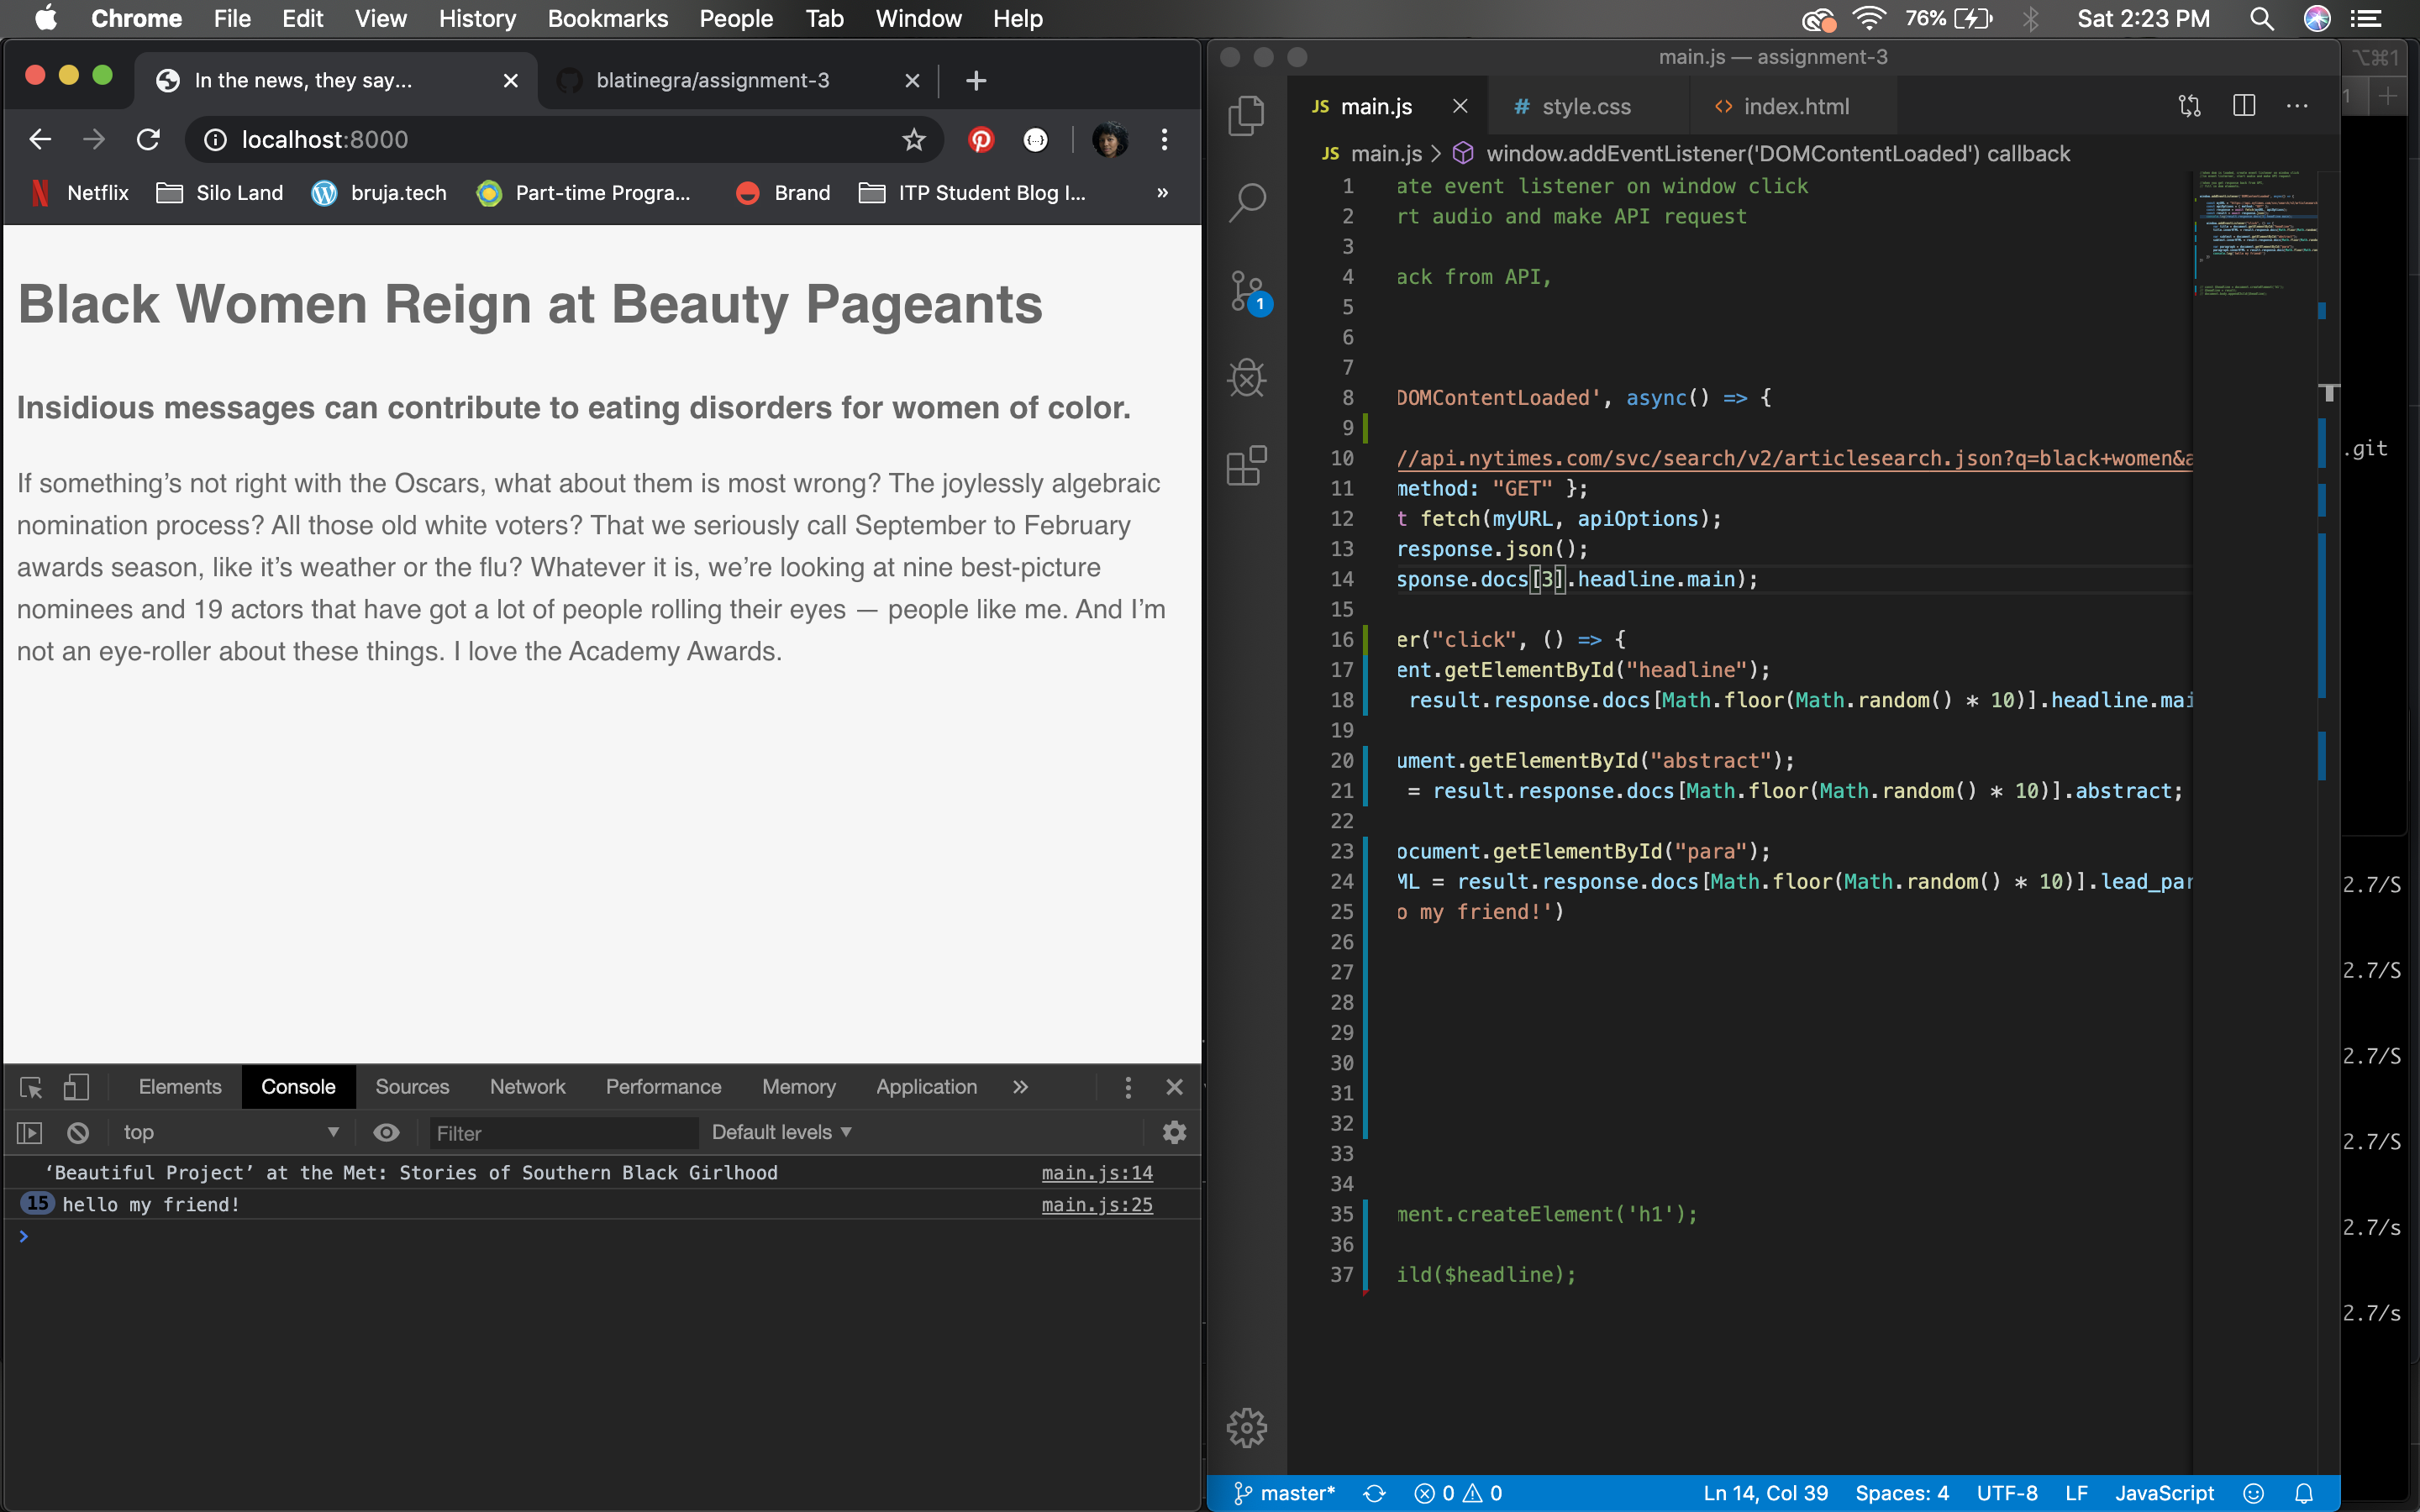 Chrome File Edit View History Bookmarks People Tab Window Help 76% Sat 2:23 PM
In the news, they say... blatinegra/assignment-3
localhost:8000
Netflix Silo Land bruja.tech Part-time Progra... Brand ITP Student Blog I... »
Black Women Reign at Beauty Pageants
Insidious messages can contribute to eating disorders for women of color.
If something’s not right with the Oscars, what about them is most wrong? The joylessly algebraic
nomination process? All those old white voters? That we seriously call September to February
awards season, like it’s weather or the flu? Whatever it is, we’re looking at nine best-picture
nominees and 19 actors that have got a lot of people rolling their eyes — people like me. And I’m
not an eye-roller about these things. I love the Academy Awards.
Elements Console Sources Network Performance Memory Application »
top Filter Default levels
‘Beautiful Project’ at the Met: Stories of Southern Black Girlhood main.js:14
15 hello my friend! main.js:25
main.js — assignment-3
JS main.js # style.css <> index.html
JS main.js > window.addEventListener('DOMContentLoaded') callback
1
1 ate event listener on window click
2 rt audio and make API request
3
4 ack from API,
5
6
7
8 DOMContentLoaded', async() => {
9
10 //api.nytimes.com/svc/search/v2/articlesearch.json?q=black+women&a
11 method: "GET" };
12 t fetch(myURL, apiOptions);
13 response.json();
14 sponse.docs[3].headline.main);
15
16 er("click", () => {
17 ent.getElementById("headline");
18 result.response.docs[Math.floor(Math.random() * 10)].headline.mai
19
20 ument.getElementById("abstract");
21 = result.response.docs[Math.floor(Math.random() * 10)].abstract;
22
23 ocument.getElementById("para");
24 ML = result.response.docs[Math.floor(Math.random() * 10)].lead_par
25 o my friend!')
26
27
28
29
30
31
32
33
34
35 ment.createElement('h1');
36
37 ild($headline);
master* 0 0 Ln 14, Col 39 Spaces: 4 UTF-8 LF JavaScript
⌥⌘1
1
.git
2.7/S
2.7/S
2.7/S
2.7/S
2.7/s
2.7/s